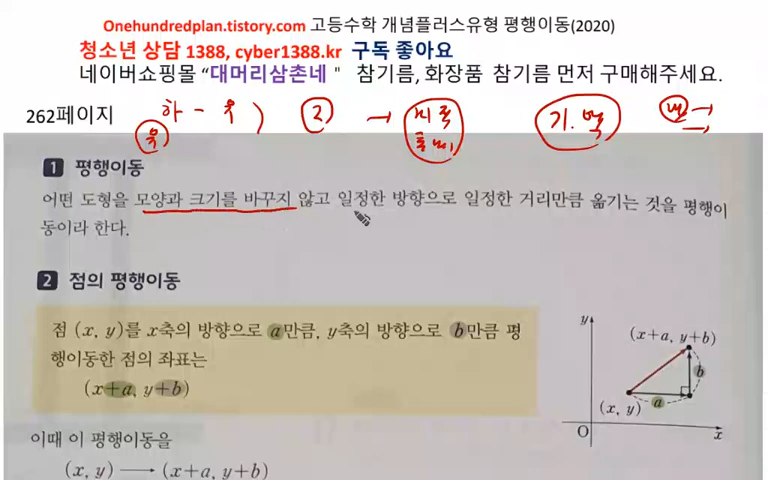 Onehundredplan.tistory.com 고등수학 개념플러스유형 평행이동(2020)
청소년 상담 1388, cyber1388.kr 구독 좋아요
네이버쇼핑몰 “대머리삼촌네 " 참기름, 화장품 참기름 먼저 구매해주세요.
262페이지
1 평행이동
어떤 도형을 모양과 크기를 바꾸지 않고 일정한 방향으로 일정한 거리만큼 옮기는 것을 평행이
동이라 한다.
2 점의 평행이동
점 (x, y)를 x축의 방향으로 a만큼, y축의 방향으로 b만큼 평
행이동한 점의 좌표는
(x+a, y+b)
이때 이 평행이동을
(x, y) ⟶ (x+a, y+b)
y
(x+a, y+b)
b
(x, y)
a
O
x